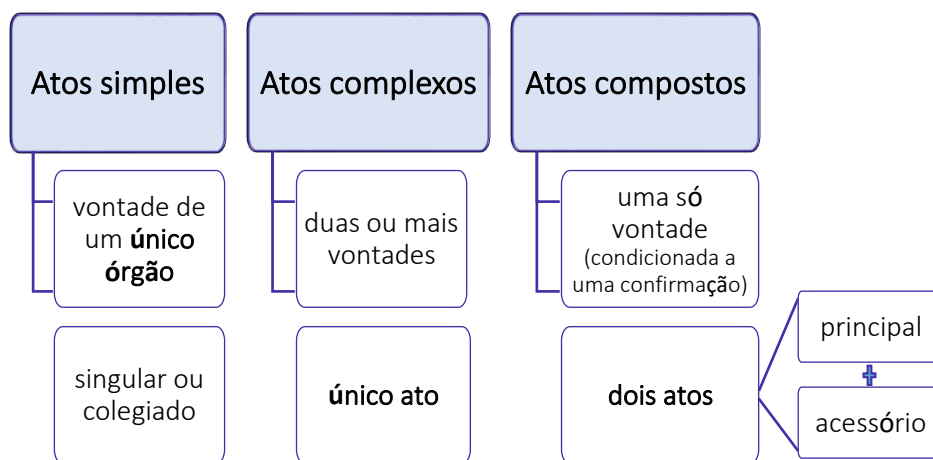 Atos simples
vontade de
um único
órgão
singular ou
colegiado
Atos complexos
duas ou mais
vontades
único ato
Atos compostos
uma só
vontade
(condicionada a
uma confirmação)
dois atos
principal
acessório